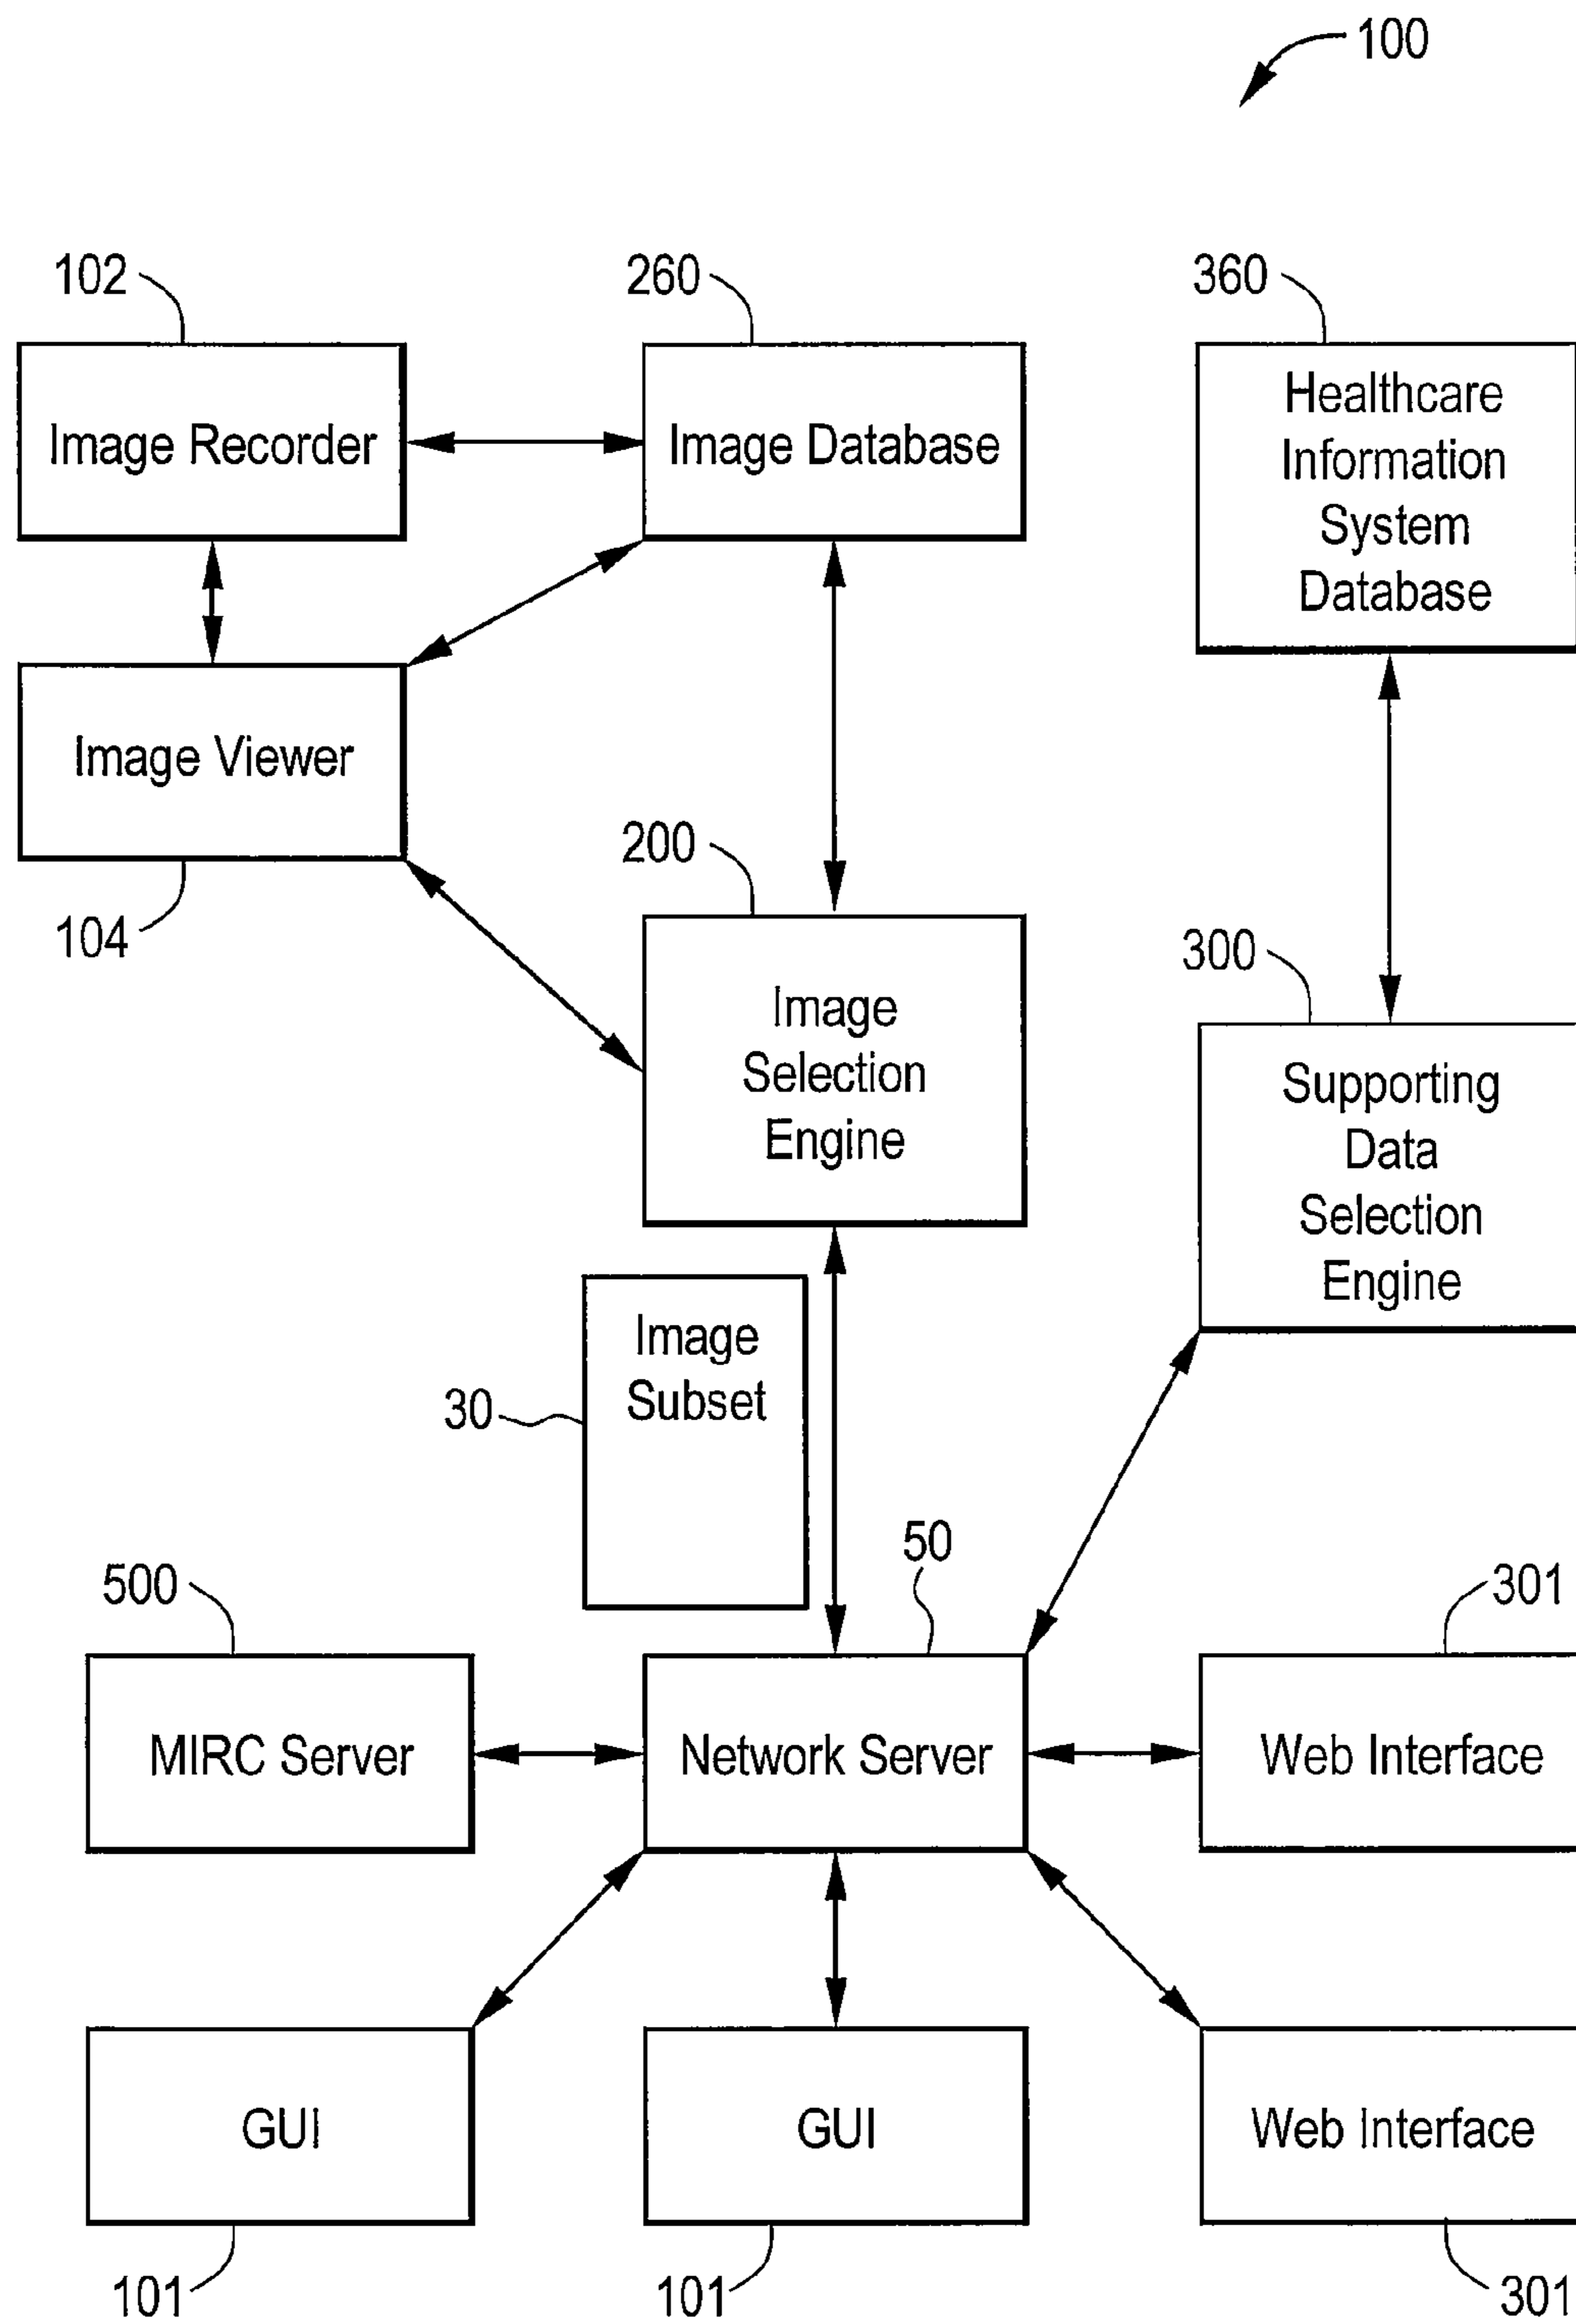 100
102
260
360
Image Recorder
Image Database
Healthcare
Information
System
Database
Image Viewer
104
200
300
Image
Selection
Engine
Supporting
Data
Selection
Engine
Image
Subset
30
50
500
301
MIRC Server
Network Server
Web Interface
GUI
GUI
Web Interface
101
101
301